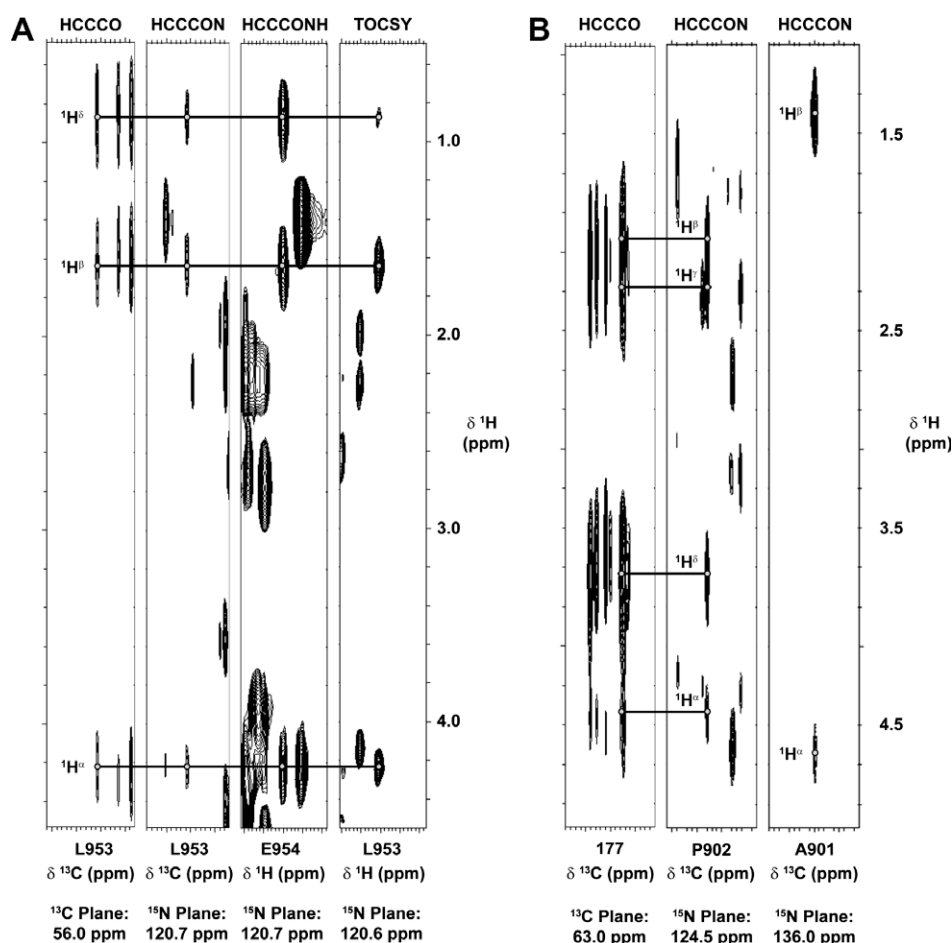 A
HCCCO HCCCON HCCCONH TOCSY
¹Hᵟ
1.0
¹Hᵝ
2.0
δ ¹H
(ppm)
3.0
4.0
¹Hᵅ
L953 L953 E954 L953
δ ¹³C (ppm) δ ¹³C (ppm) δ ¹H (ppm) δ ¹H (ppm)
¹³C Plane: ¹⁵N Plane: ¹⁵N Plane: ¹⁵N Plane:
56.0 ppm 120.7 ppm 120.7 ppm 120.6 ppm
B
HCCCO HCCCON HCCCON
¹Hᵝ
1.5
¹Hᵝ
¹Hᵞ
2.5
δ ¹H
(ppm)
3.5
¹Hᵟ
¹Hᵅ
4.5
¹Hᵅ
177 P902 A901
δ ¹³C (ppm) δ ¹³C (ppm) δ ¹³C (ppm)
¹³C Plane: ¹⁵N Plane: ¹⁵N Plane:
63.0 ppm 124.5 ppm 136.0 ppm